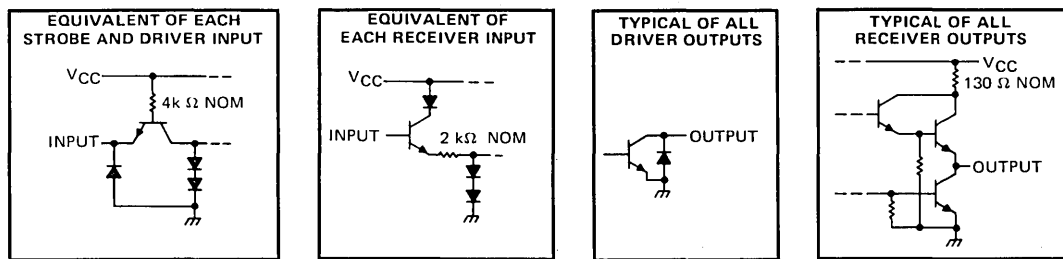 EQUIVALENT OF EACH
STROBE AND DRIVER INPUT
VCC
4k Ω NOM
INPUT
EQUIVALENT OF
EACH RECEIVER INPUT
VCC
INPUT
2 kΩ NOM
TYPICAL OF ALL
DRIVER OUTPUTS
OUTPUT
TYPICAL OF ALL
RECEIVER OUTPUTS
VCC
130 Ω NOM
OUTPUT